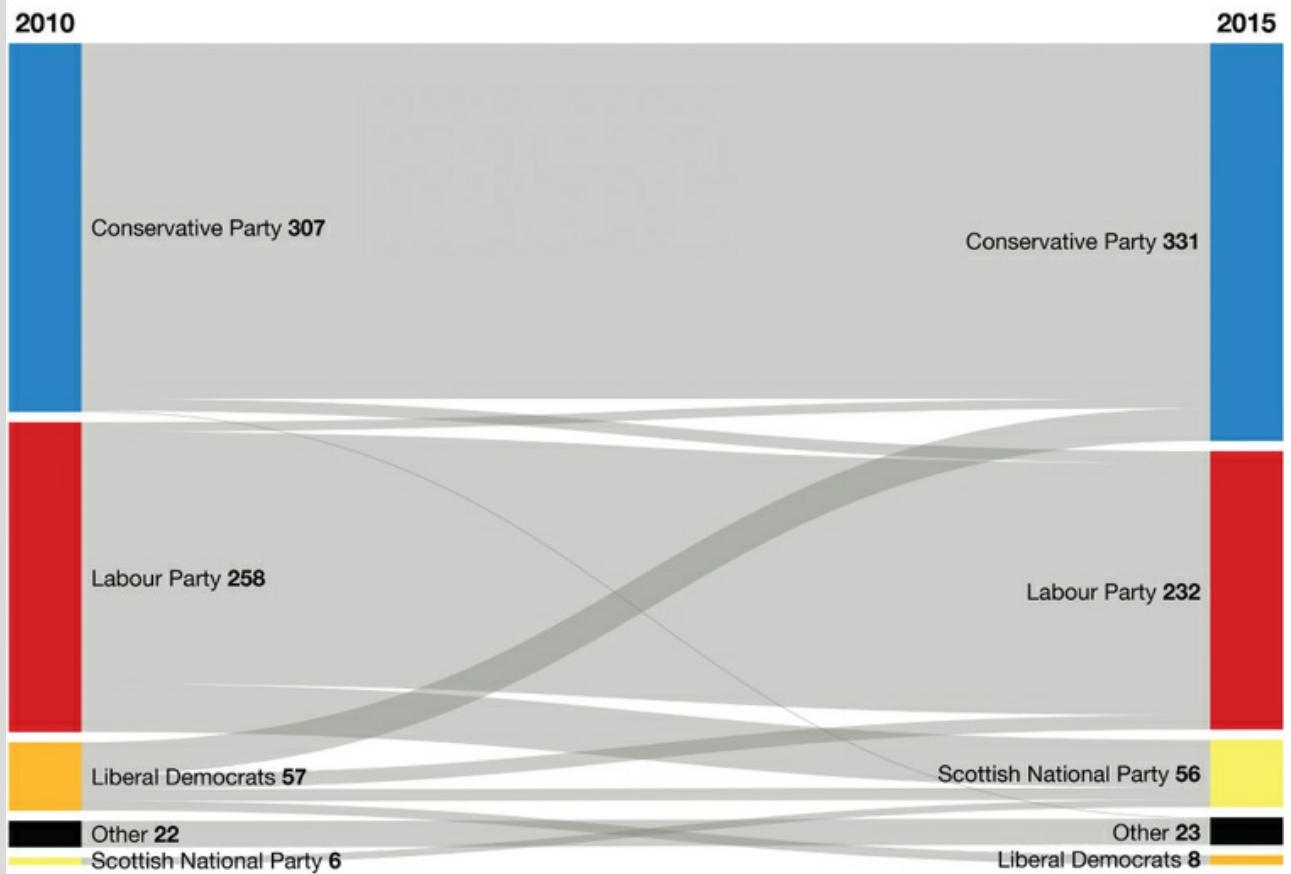 2010
2015
Conservative Party 307
Conservative Party 331
Labour Party 258
Labour Party 232
Liberal Democrats 57
Scottish National Party 56
Other 22
Other 23
Scottish National Party 6
Liberal Democrats 8